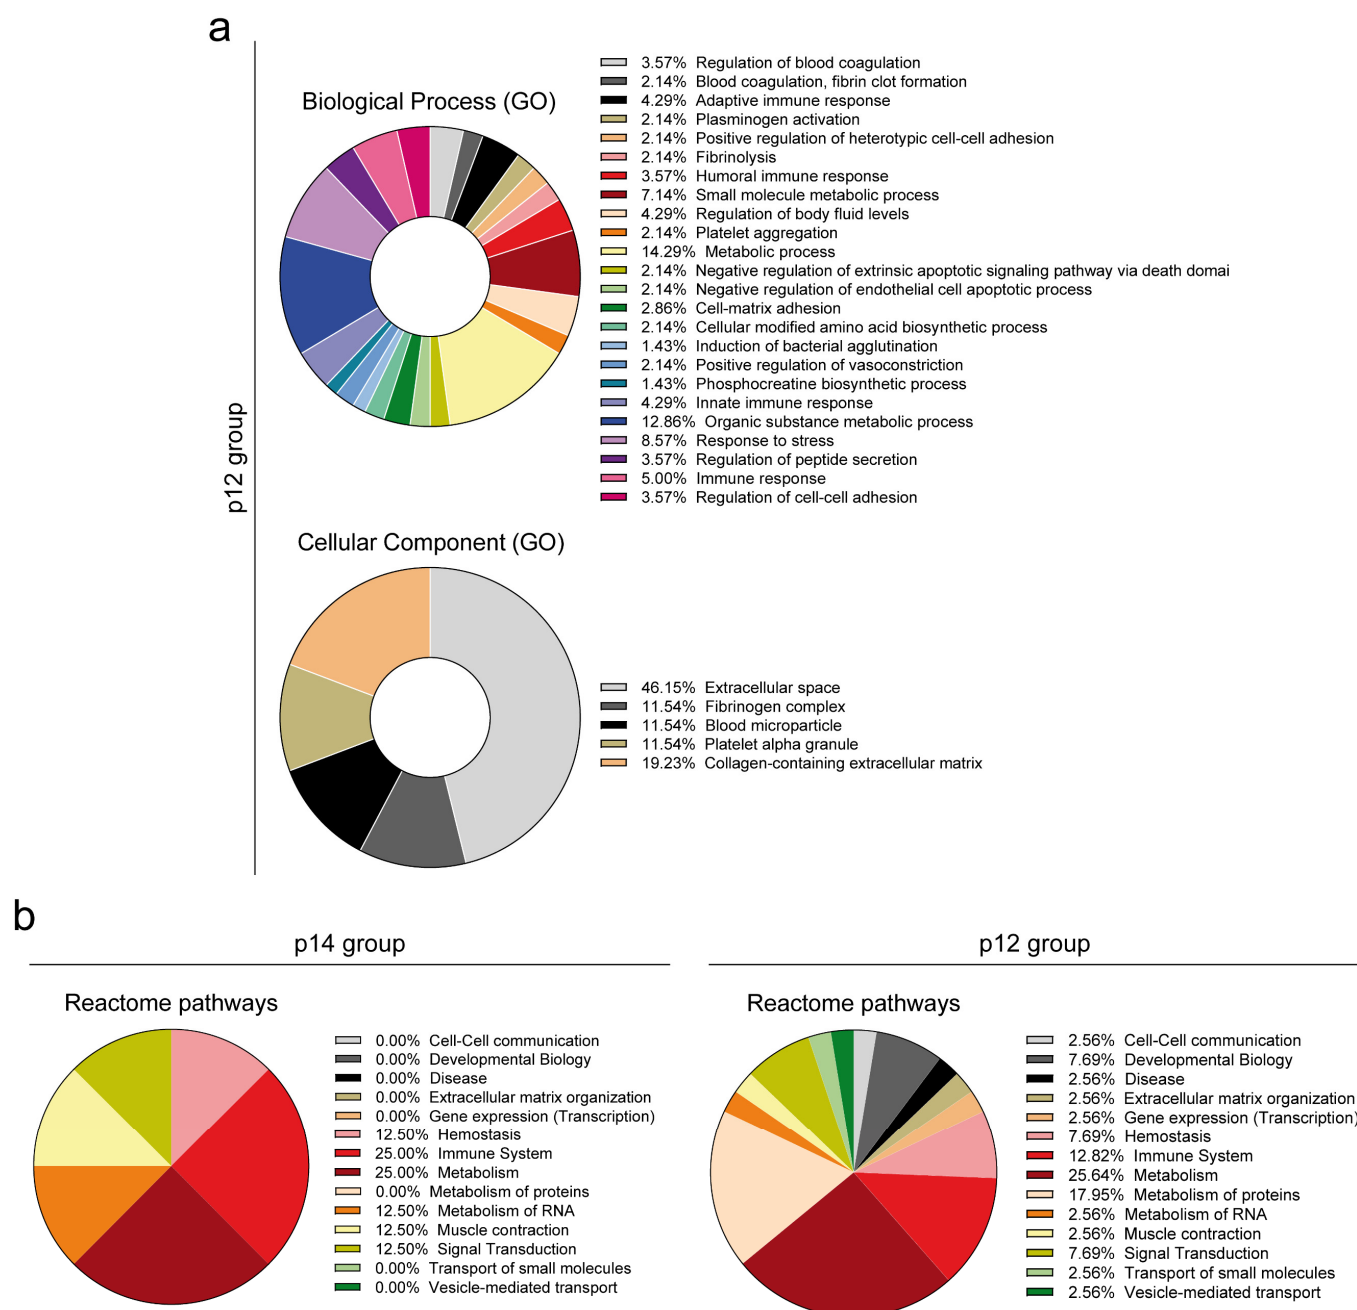 a
p12 group
Biological Process (GO)
3.57% Regulation of blood coagulation
2.14% Blood coagulation, fibrin clot formation
4.29% Adaptive immune response
2.14% Plasminogen activation
2.14% Positive regulation of heterotypic cell-cell adhesion
2.14% Fibrinolysis
3.57% Humoral immune response
7.14% Small molecule metabolic process
4.29% Regulation of body fluid levels
2.14% Platelet aggregation
14.29% Metabolic process
2.14% Negative regulation of extrinsic apoptotic signaling pathway via death domai
2.14% Negative regulation of endothelial cell apoptotic process
2.86% Cell-matrix adhesion
2.14% Cellular modified amino acid biosynthetic process
1.43% Induction of bacterial agglutination
2.14% Positive regulation of vasoconstriction
1.43% Phosphocreatine biosynthetic process
4.29% Innate immune response
12.86% Organic substance metabolic process
8.57% Response to stress
3.57% Regulation of peptide secretion
5.00% Immune response
3.57% Regulation of cell-cell adhesion
Cellular Component (GO)
46.15% Extracellular space
11.54% Fibrinogen complex
11.54% Blood microparticle
11.54% Platelet alpha granule
19.23% Collagen-containing extracellular matrix
b
p14 group
Reactome pathways
0.00% Cell-Cell communication
0.00% Developmental Biology
0.00% Disease
0.00% Extracellular matrix organization
0.00% Gene expression (Transcription)
12.50% Hemostasis
25.00% Immune System
25.00% Metabolism
0.00% Metabolism of proteins
12.50% Metabolism of RNA
12.50% Muscle contraction
12.50% Signal Transduction
0.00% Transport of small molecules
0.00% Vesicle-mediated transport
p12 group
Reactome pathways
2.56% Cell-Cell communication
7.69% Developmental Biology
2.56% Disease
2.56% Extracellular matrix organization
2.56% Gene expression (Transcription)
7.69% Hemostasis
12.82% Immune System
25.64% Metabolism
17.95% Metabolism of proteins
2.56% Metabolism of RNA
2.56% Muscle contraction
7.69% Signal Transduction
2.56% Transport of small molecules
2.56% Vesicle-mediated transport